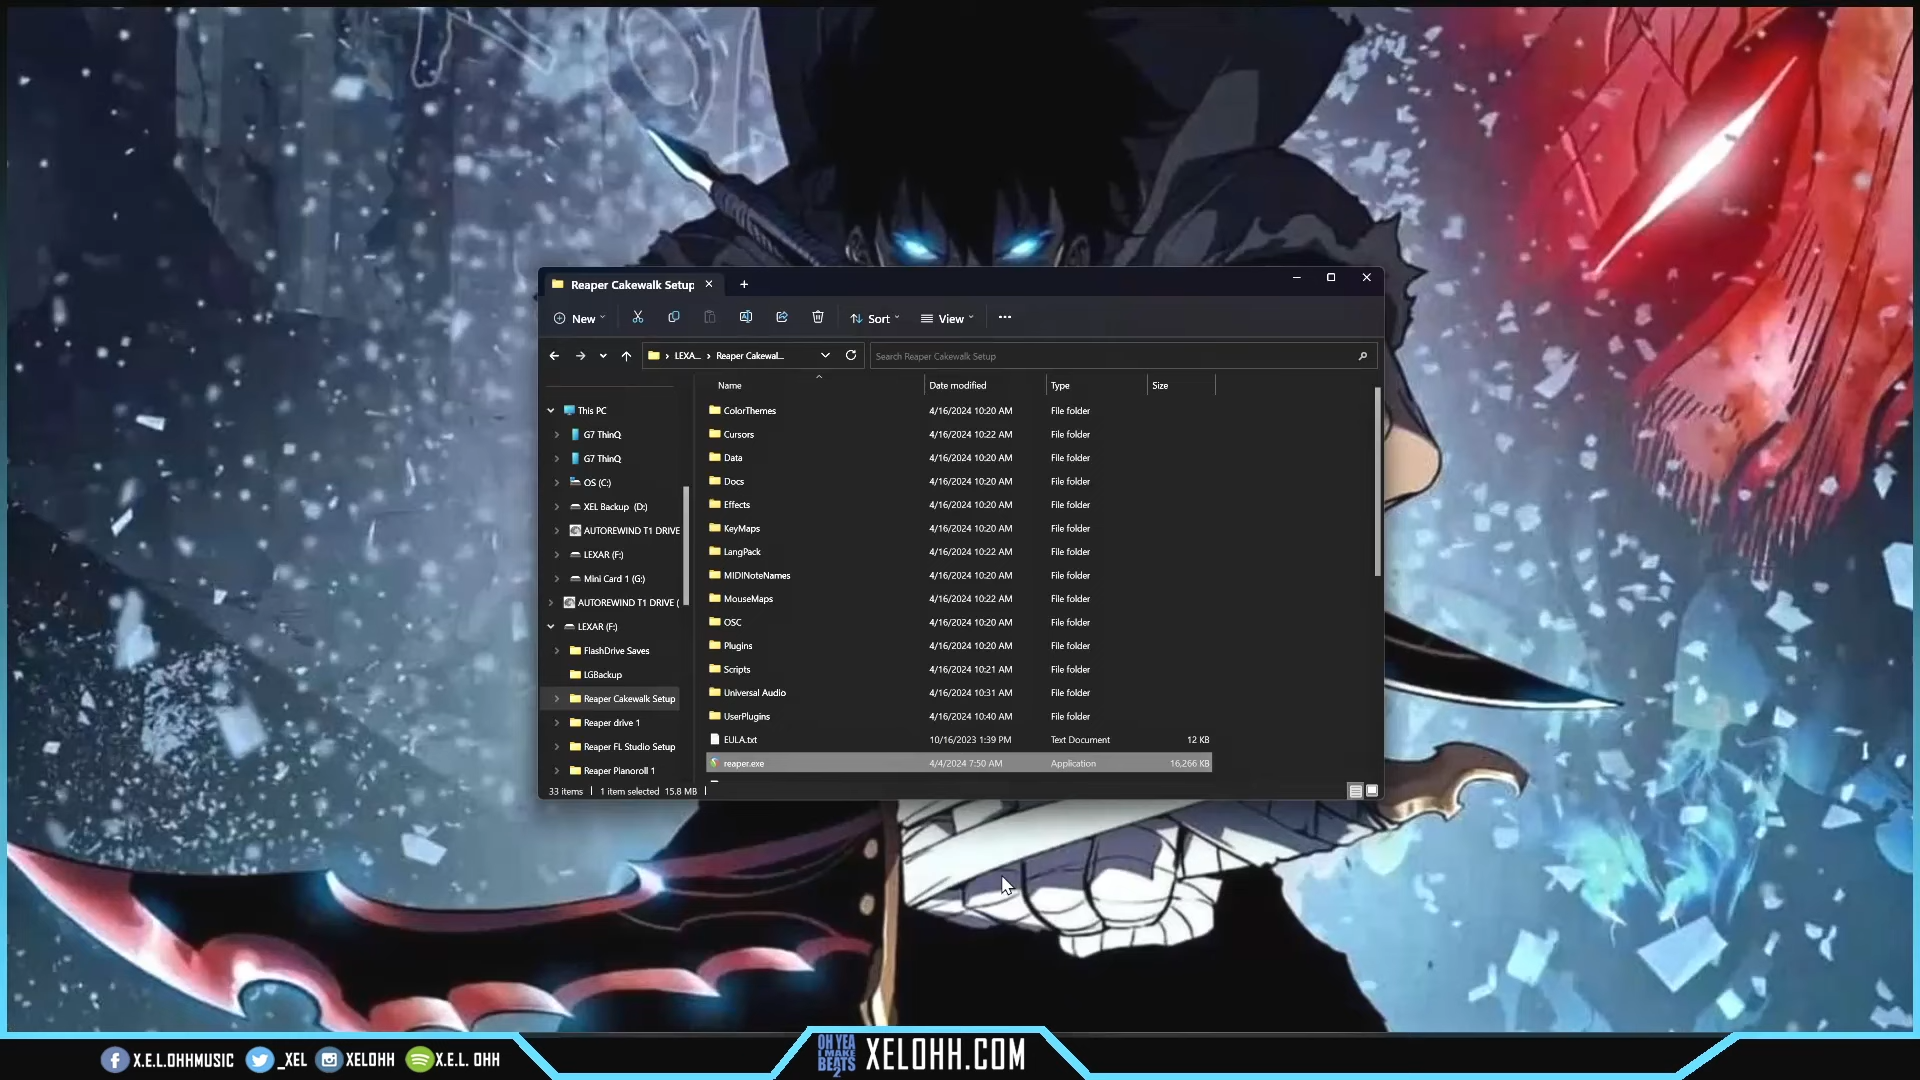 Reaper Cakewalk Setup
New
Sort
View
LEXA...
Reaper Cakewal...
Search Reaper Cakewalk Setup
Name
Date modified
Type
Size
This PC
G7 ThinQ
G7 ThinQ
OS (C:)
XEL Backup (D:)
AUTOREWIND T1 DRIVE
LEXAR (F:)
Mini Card 1 (G:)
AUTOREWIND T1 DRIVE (
LEXAR (F:)
FlashDrive Saves
LGBackup
Reaper Cakewalk Setup
Reaper drive 1
Reaper FL Studio Setup
Reaper Pianoroll 1
ColorThemes 4/16/2024 10:20 AM File folder
Cursors 4/16/2024 10:22 AM File folder
Data 4/16/2024 10:20 AM File folder
Docs 4/16/2024 10:20 AM File folder
Effects 4/16/2024 10:20 AM File folder
KeyMaps 4/16/2024 10:20 AM File folder
LangPack 4/16/2024 10:22 AM File folder
MIDINoteNames 4/16/2024 10:20 AM File folder
MouseMaps 4/16/2024 10:22 AM File folder
OSC 4/16/2024 10:20 AM File folder
Plugins 4/16/2024 10:20 AM File folder
Scripts 4/16/2024 10:21 AM File folder
Universal Audio 4/16/2024 10:31 AM File folder
UserPlugins 4/16/2024 10:40 AM File folder
EULA.txt 10/16/2023 1:39 PM Text Document 12 KB
reaper.exe 4/4/2024 7:50 AM Application 16,266 KB
33 items 1 item selected 15.8 MB
X.E.L.OHHMUSIC
_XEL
XELOHH
X.E.L. OHH
OH YEA
I MAKE
BEATS
2
XELOHH.COM